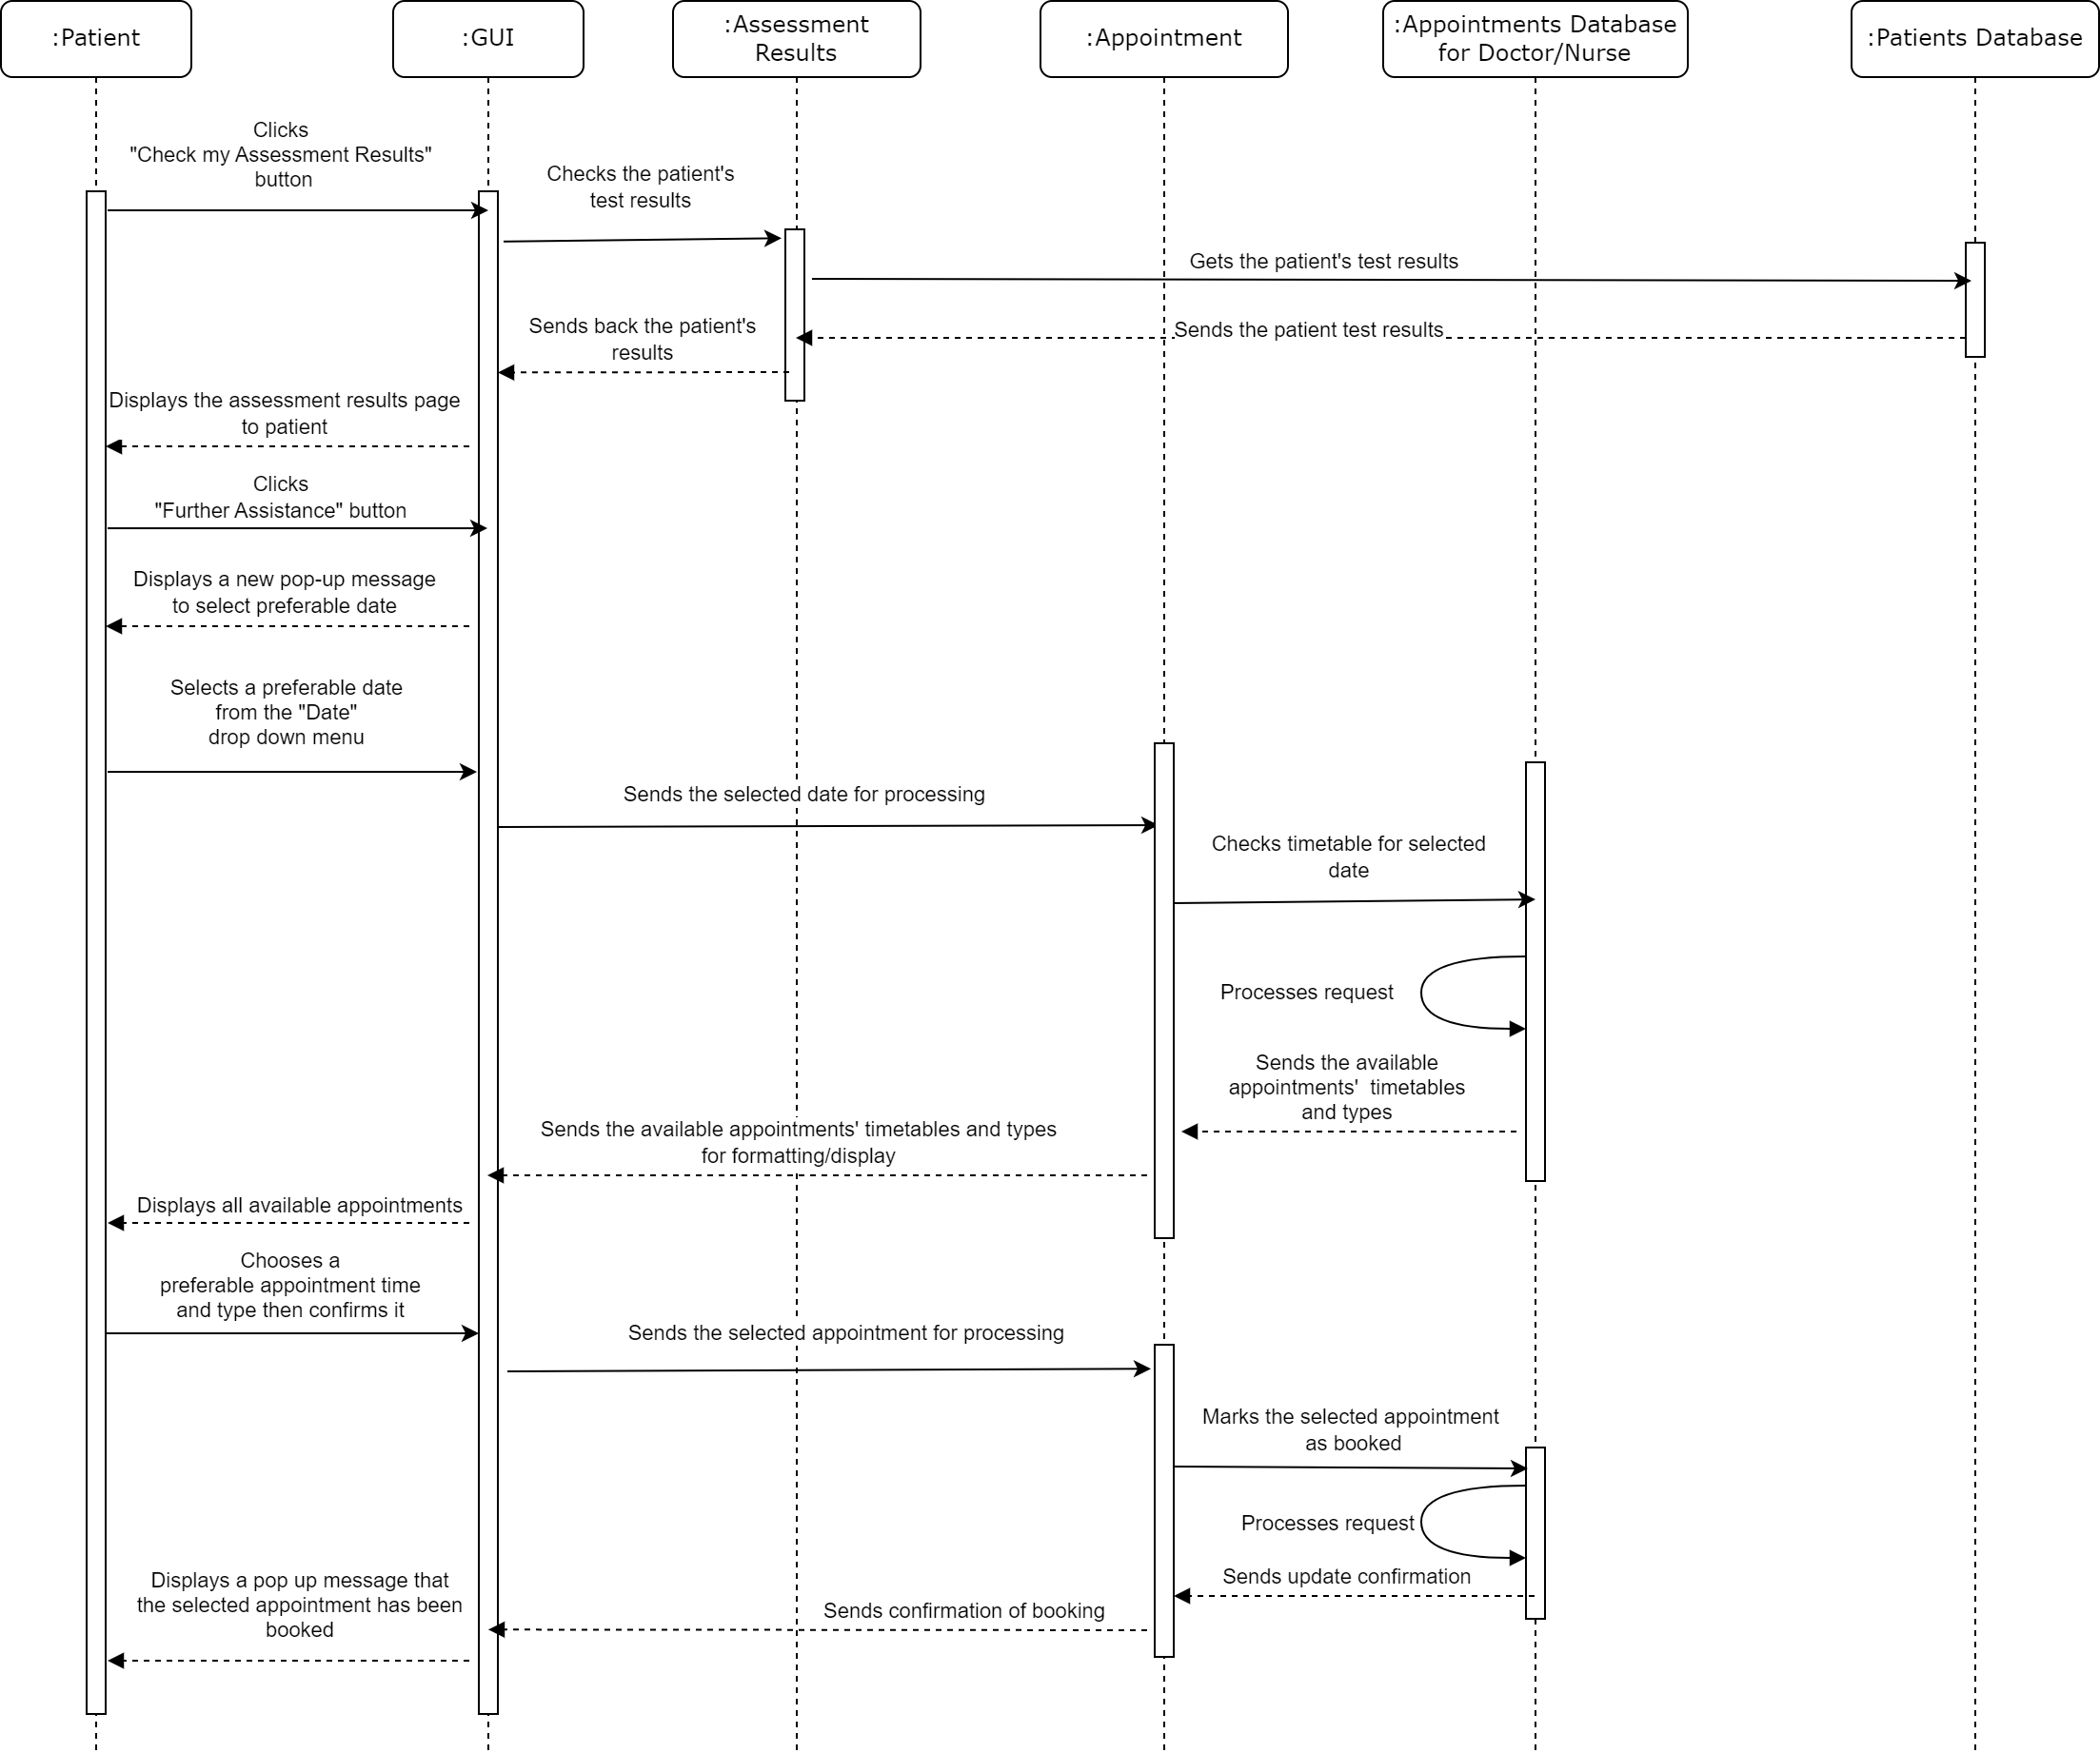 :Patient
:GUI
:Assessment
Results
:Appointment
:Appointments Database
for Doctor/Nurse
:Patients Database
Clicks
"Check my Assessment Results"
button
Checks the patient's
test results
Gets the patient's test results
Sends the patient test results
Sends back the patient's
results
Displays the assessment results page
to patient
Clicks
"Further Assistance" button
Displays a new pop-up message
to select preferable date
Selects a preferable date
from the "Date"
drop down menu
Sends the selected date for processing
Checks timetable for selected
date
Processes request
Sends the available
appointments'  timetables
and types
Sends the available appointments' timetables and types
for formatting/display
Displays all available appointments
Chooses a
preferable appointment time
and type then confirms it
Sends the selected appointment for processing
Marks the selected appointment
as booked
Processes request
Sends update confirmation
Sends confirmation of booking
Displays a pop up message that
the selected appointment has been
booked